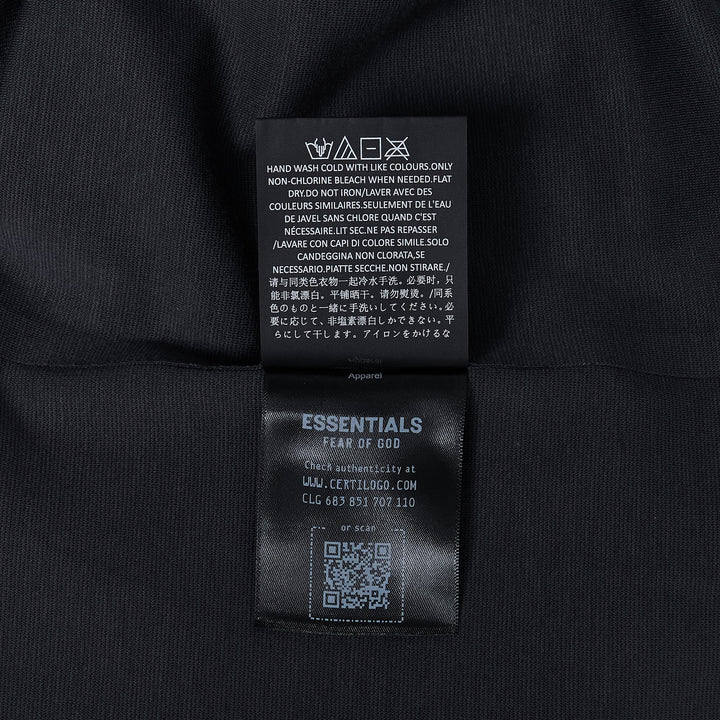 HAND WASH COLD WITH LIKE COLOURS.ONLY
NON-CHLORINE BLEACH WHEN NEEDED.FLAT
DRY.DO NOT IRON/LAVER AVEC DES
COULEURS SIMILAIRES.SEULEMENT DE L'EAU
DE JAVEL SANS CHLORE QUAND C'EST
NÉCESSAIRE.LIT SEC.NE PAS REPASSER
/LAVARE CON CAPI DI COLORE SIMILE.SOLO
CANDEGGINA NON CLORATA,SE
NECESSARIO.PIATTE SECCHE.NON STIRARE./
请与同类色衣物一起冷水手洗。必要时，只
能非氯漂白。平铺晒干。请勿熨烫。/同系
色のものと一緒に手洗いしてください。必
要に応じて、非塩素漂白しかできない。平
らにして干します。アイロンをかけるな
Apparel
ESSENTIALS
FEAR OF GOD
Check authenticity at
WWW.CERTILOGO.COM
CLG 683 851 707 110
or scan